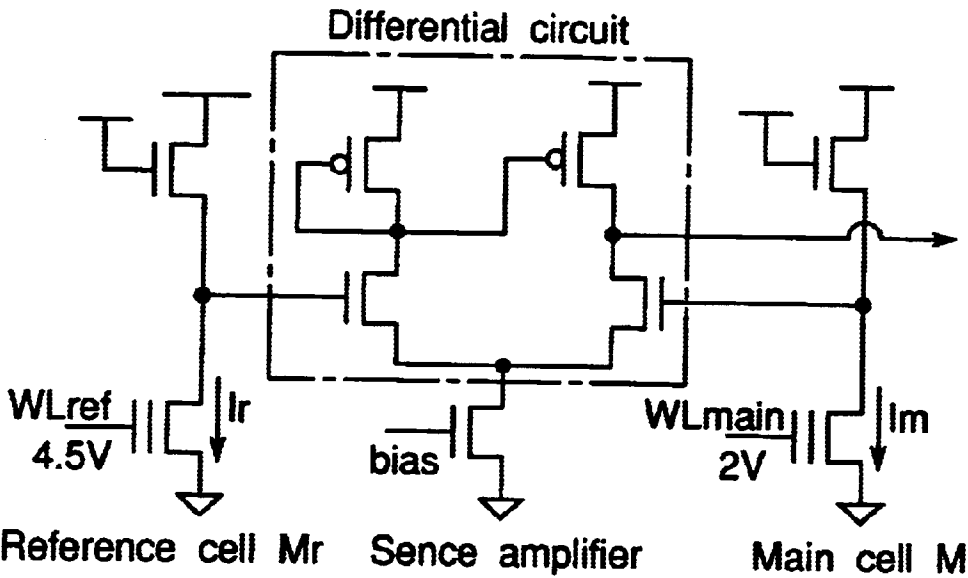 Differential circuit
WLref
4.5V
Ir
bias
WLmain
2V
Im
Reference cell Mr
Sence amplifier
Main cell M